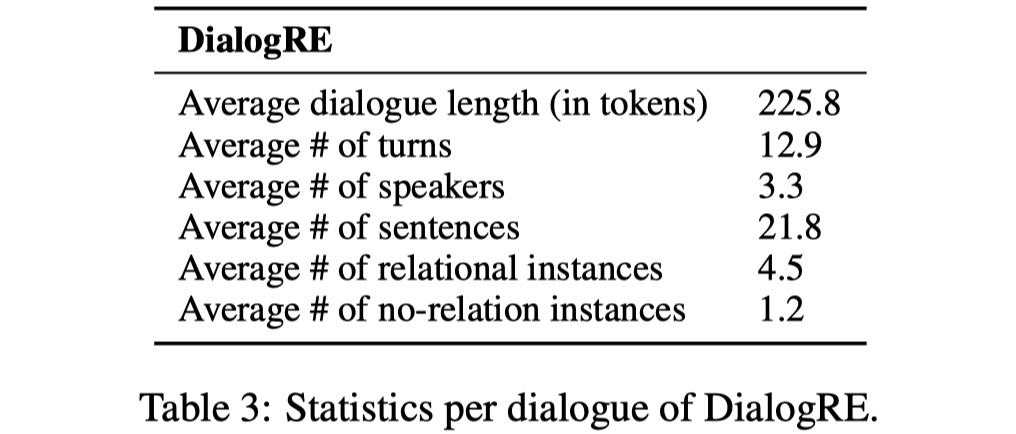 DialogRE
Average dialogue length (in tokens) 225.8
Average # of turns 12.9
Average # of speakers 3.3
Average # of sentences 21.8
Average # of relational instances 4.5
Average # of no-relation instances 1.2
Table 3: Statistics per dialogue of DialogRE.